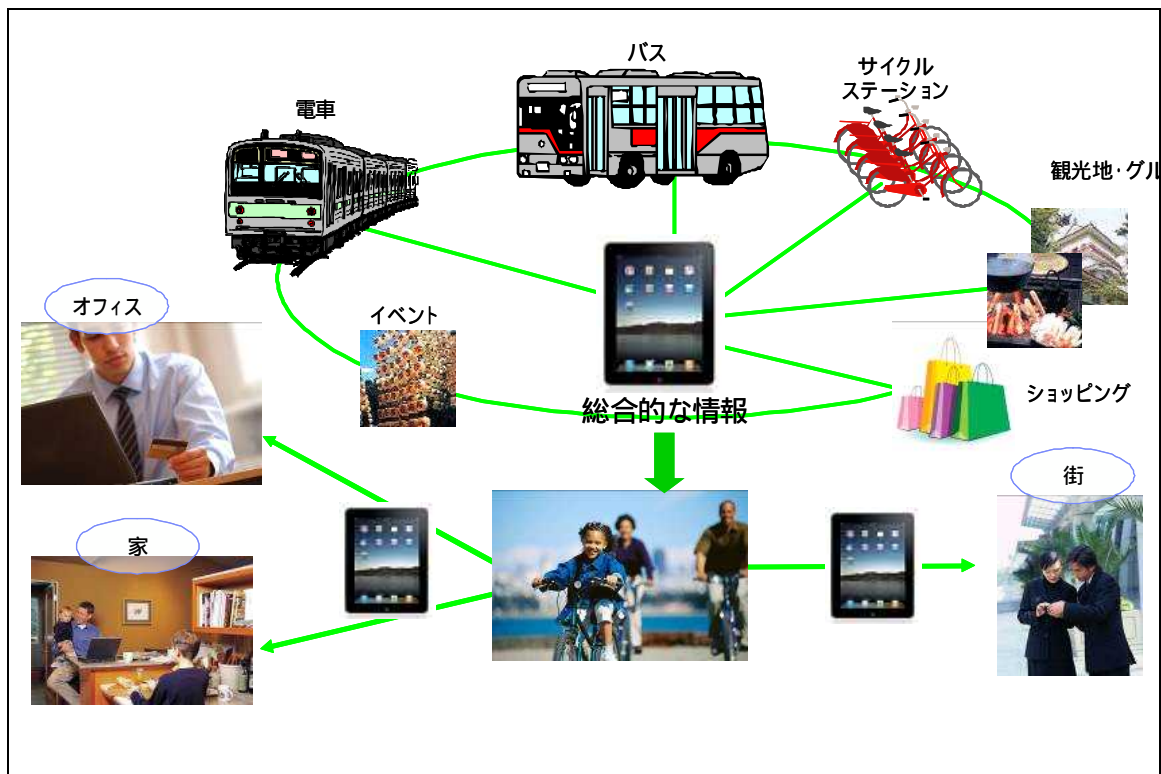 バス
サイクル
ステーション
電車
観光地・グル
オフィス
イベント
ショッピング
総合的な情報
街
家